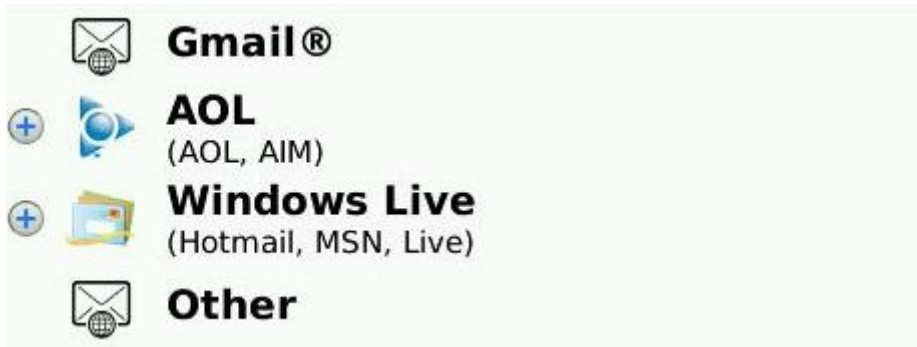 Gmail®
AOL
(AOL, AIM)
Windows Live
(Hotmail, MSN, Live)
Other